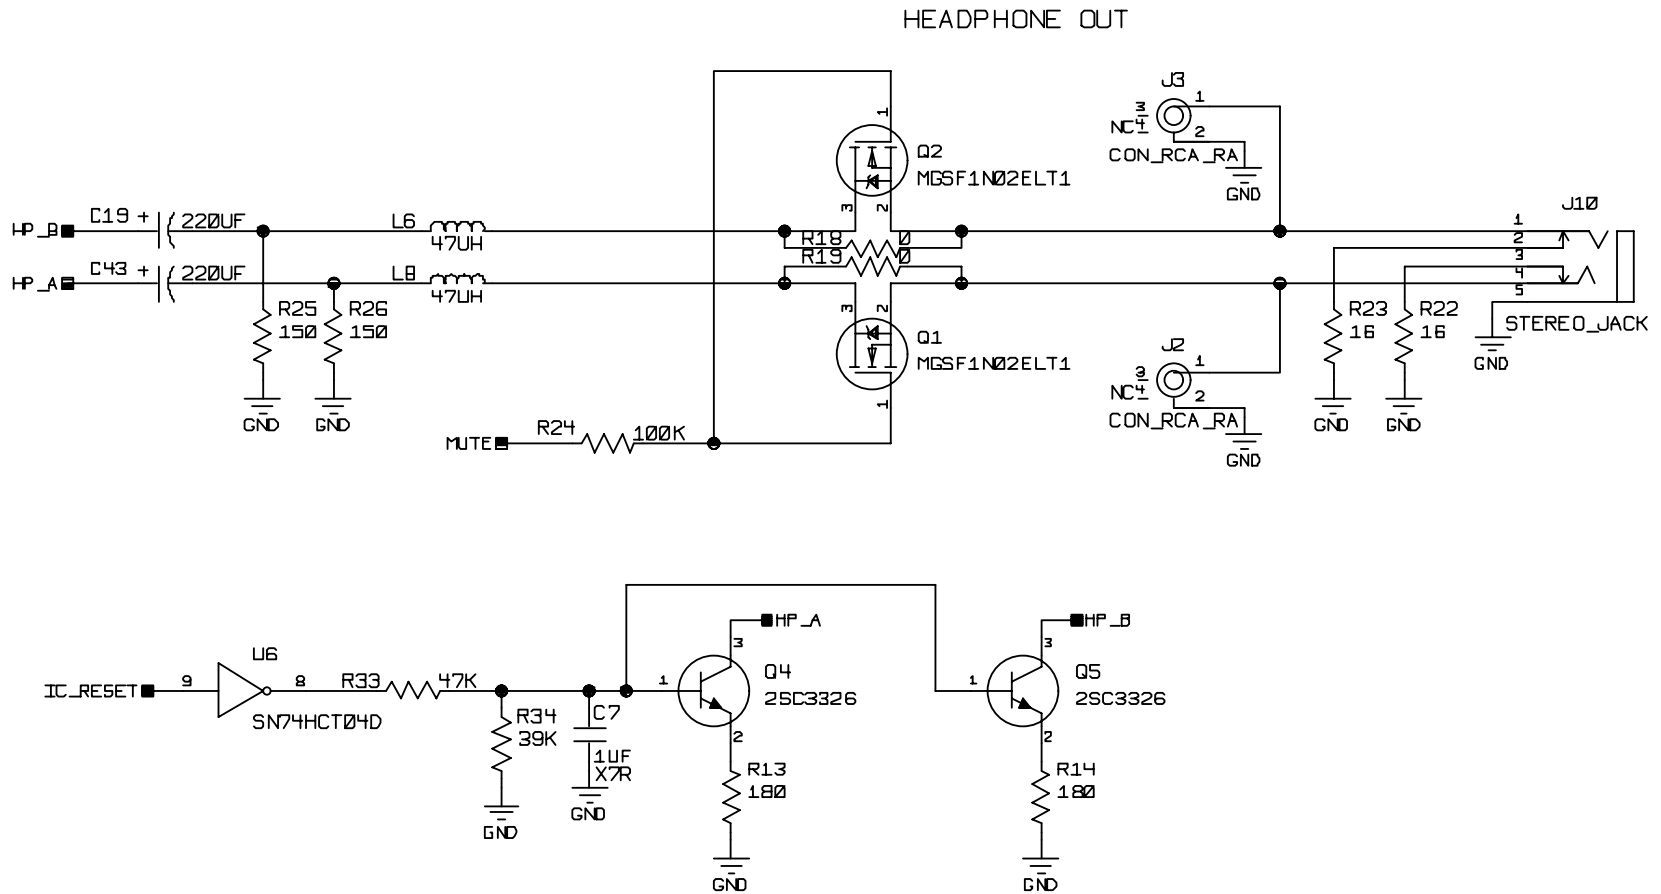 HEADPHONE OUT
J3
1
1
3
NC 4
2
Q2
CON_RCA_RA
MGSF1N02ELT1
GND
3
2
J10
C19 +
220UF
L6
1
HP_B
47UH
R18
0
2
R19
0
3
C43 +
220UF
L8
4
HP_A
47UH
5
R25
R26
3
2
R23
R22
150
150
16
16
STEREO_JACK
Q1
J2
MGSF1N02ELT1
1
GND
3
NC 4
2
1
CON_RCA_RA
GND
GND
GND
GND
R24
100K
MUTE
GND
HP_A
HP_B
3
3
U6
Q4
Q5
9
8
R33
47K
1
1
IC_RESET
2SC3326
2SC3326
SN74HCT04D
R34
C7
39K
2
2
1UF
X7R
R13
R14
180
180
GND
GND
GND
GND